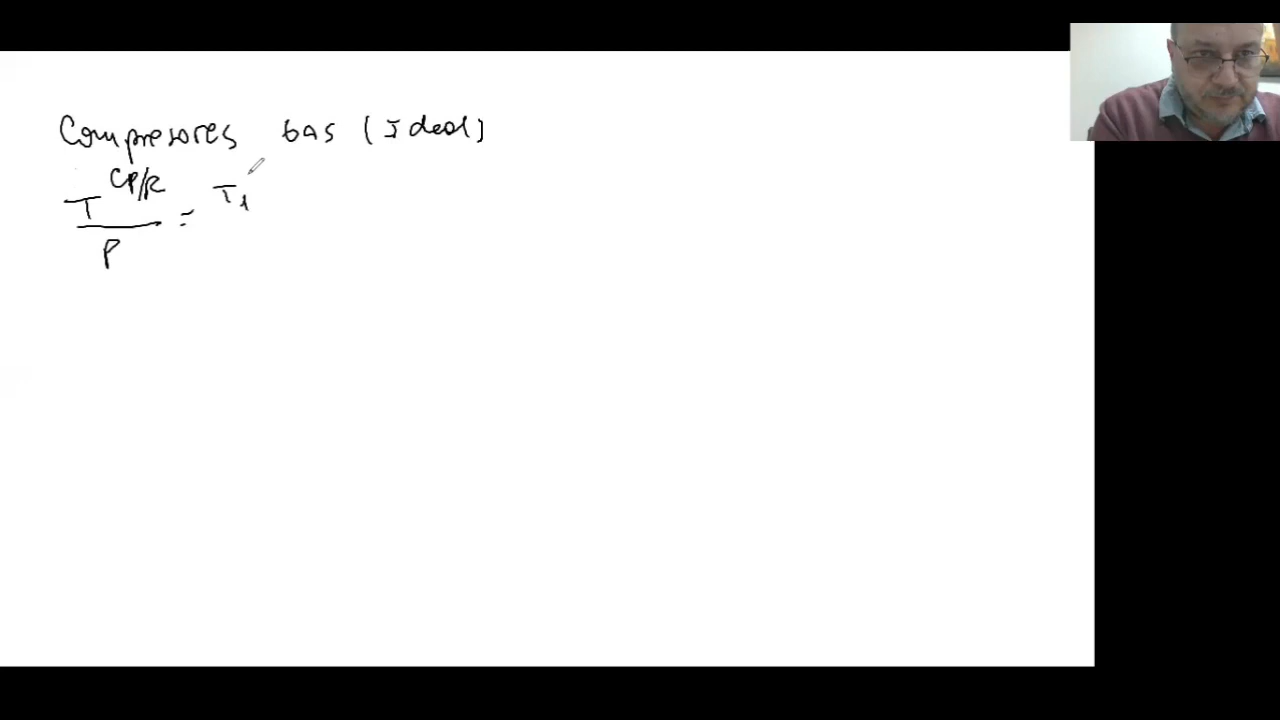 Compresores Gas (Ideal)
T^CP/R / P = T1